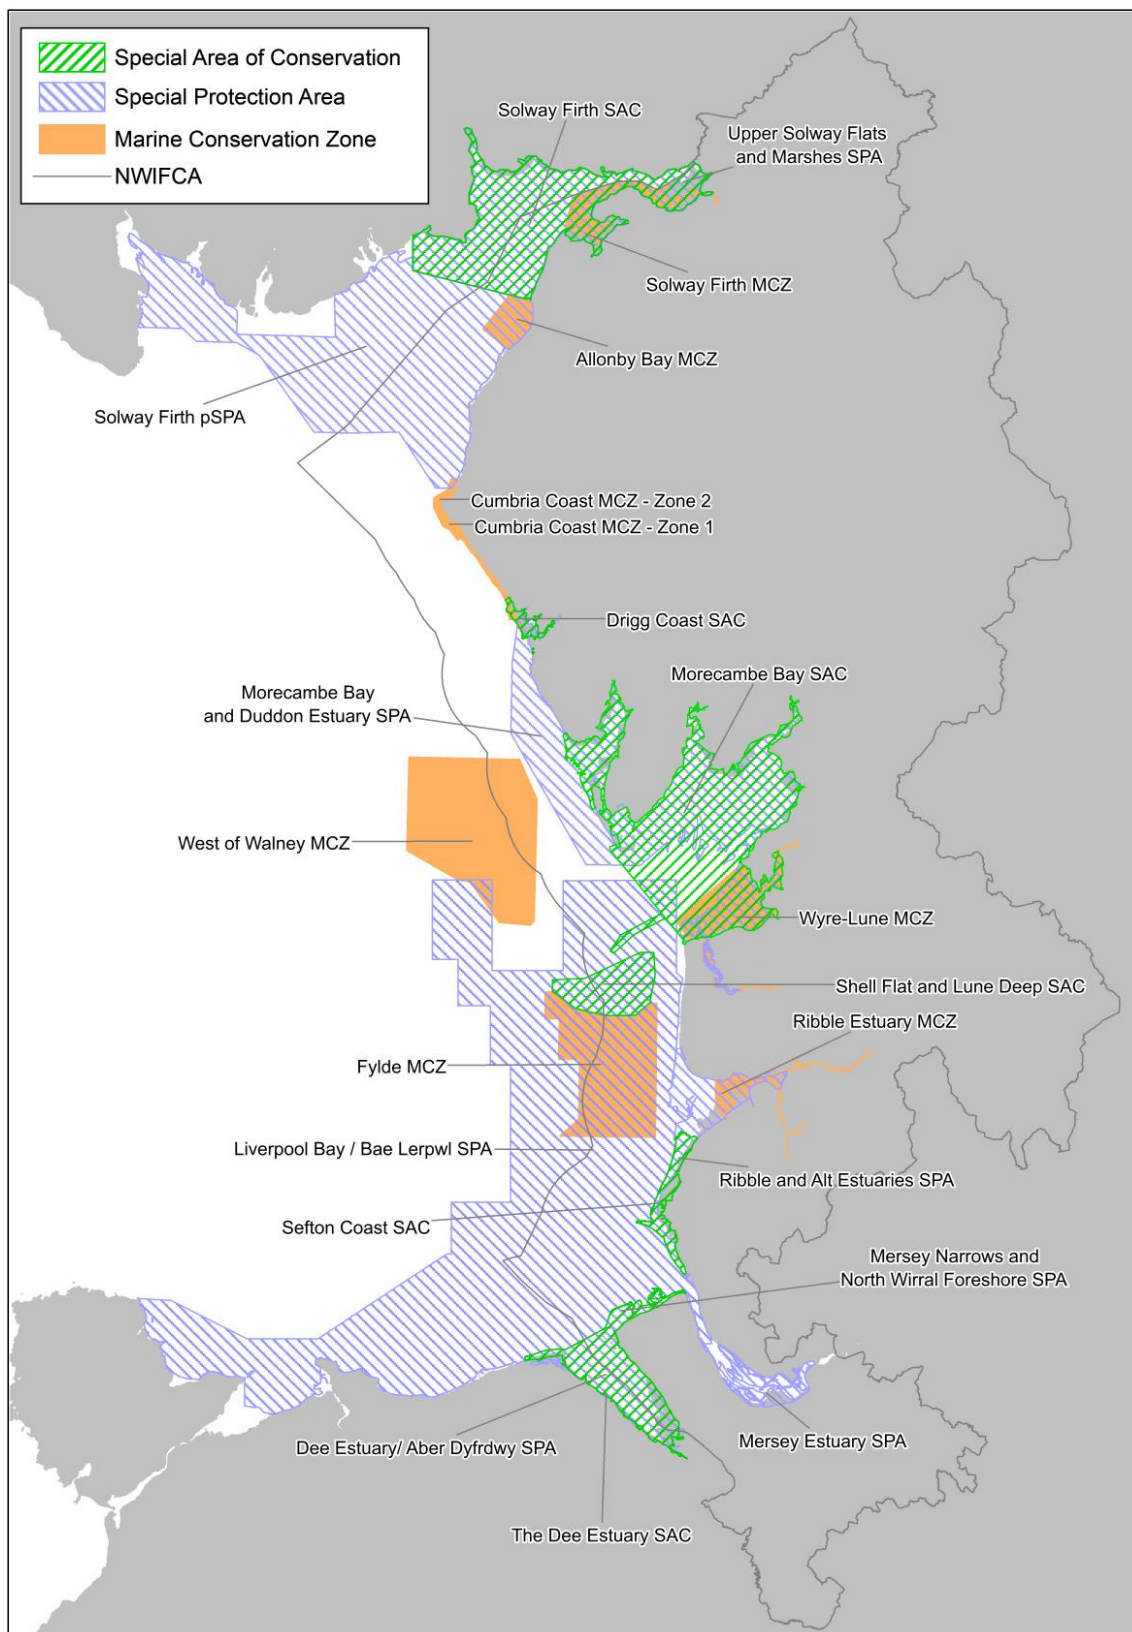 Special Area of Conservation
Special Protection Area
Marine Conservation Zone
NWIFCA
Solway Firth SAC
Upper Solway Flats
and Marshes SPA
Solway Firth MCZ
Allonby Bay MCZ
Solway Firth pSPA
Cumbria Coast MCZ - Zone 2
Cumbria Coast MCZ - Zone 1
Drigg Coast SAC
Morecambe Bay SAC
Morecambe Bay
and Duddon Estuary SPA
West of Walney MCZ
Wyre-Lune MCZ
Shell Flat and Lune Deep SAC
Ribble Estuary MCZ
Fylde MCZ
Liverpool Bay / Bae Lerpwl SPA
Ribble and Alt Estuaries SPA
Sefton Coast SAC
Mersey Narrows and
North Wirral Foreshore SPA
Dee Estuary/ Aber Dyfrdwy SPA
Mersey Estuary SPA
The Dee Estuary SAC